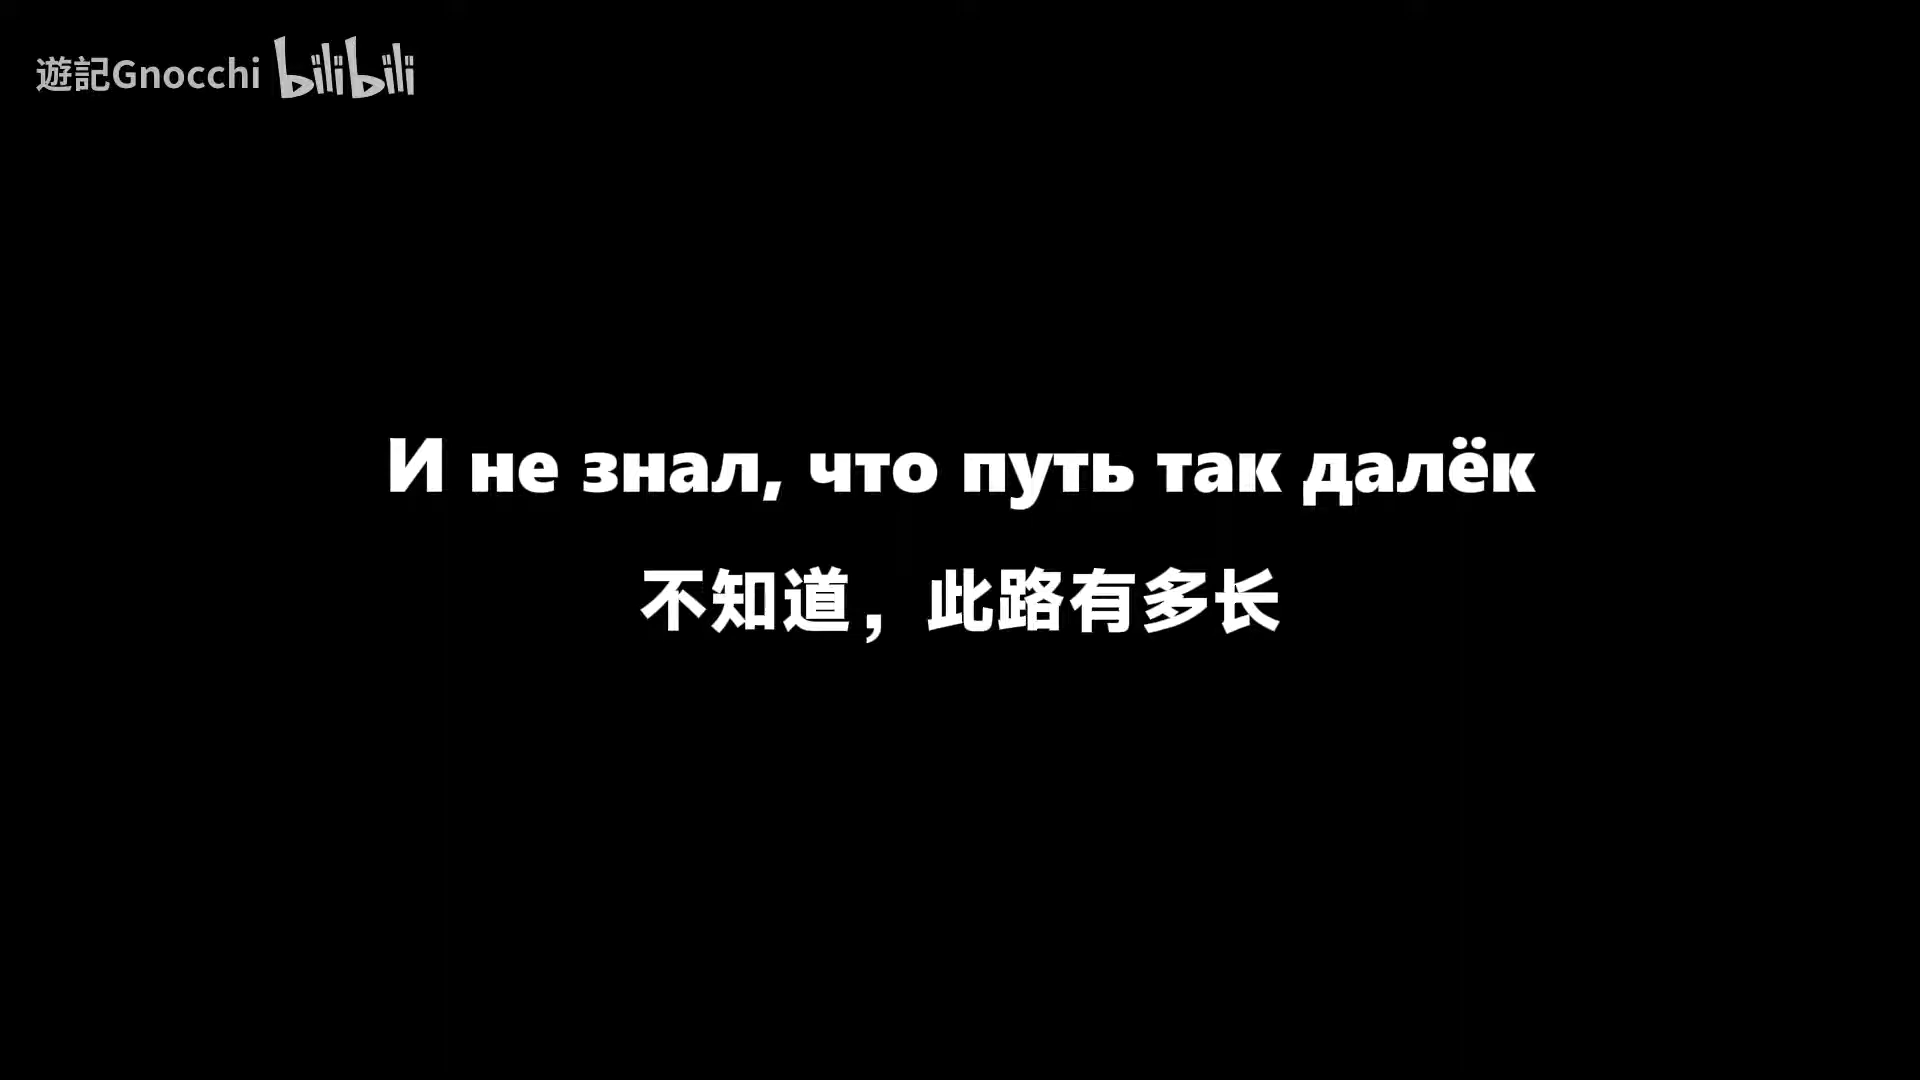 遊記Gnocchi bilibili
И не знал, что путь так далёк
不知道，此路有多长